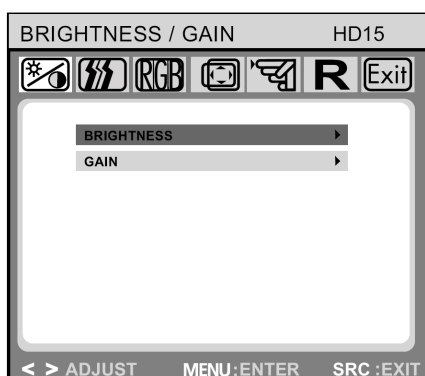 BRIGHTNESS / GAIN HD15
RGB R Exit
BRIGHTNESS
GAIN
< > ADJUST MENU:ENTER SRC :EXIT